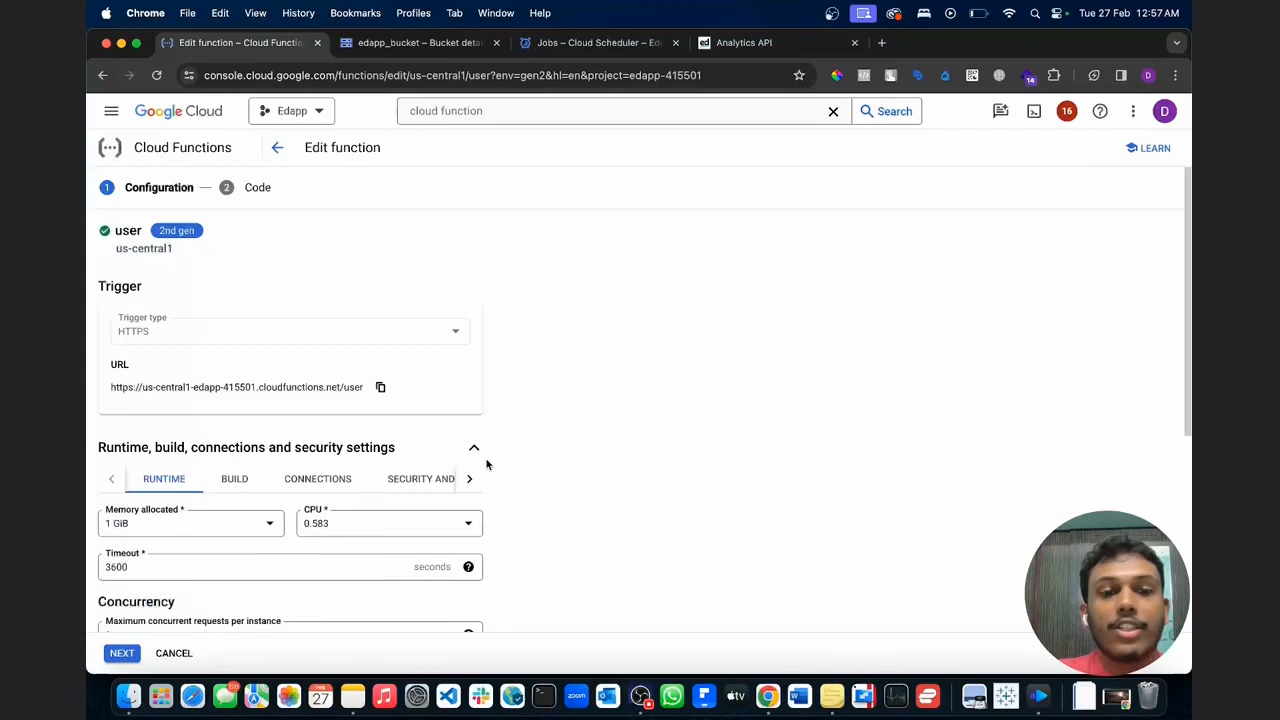 Chrome File Edit View History Bookmarks Profiles Tab Window Help Tue 27 Feb 12:57AM
Edit function – Cloud Functio edapp_bucket – Bucket deta Jobs – Cloud Scheduler – Ed Analytics API
console.cloud.google.com/functions/edit/us-central1/user?env=gen2&hl=en&project=edapp-415501 D
14
Google Cloud Edapp cloud function Search 16 D
Cloud Functions Edit function LEARN
1 Configuration — 2 Code
user 2nd gen
us-central1
Trigger
Trigger type
HTTPS
URL
https://us-central1-edapp-415501.cloudfunctions.net/user
Runtime, build, connections and security settings
RUNTIME BUILD CONNECTIONS SECURITY AND
Memory allocated * CPU *
1 GiB 0.583
Timeout *
3600 seconds
Concurrency
Maximum concurrent requests per instance
NEXT CANCEL
FEB
27
zoom
tv